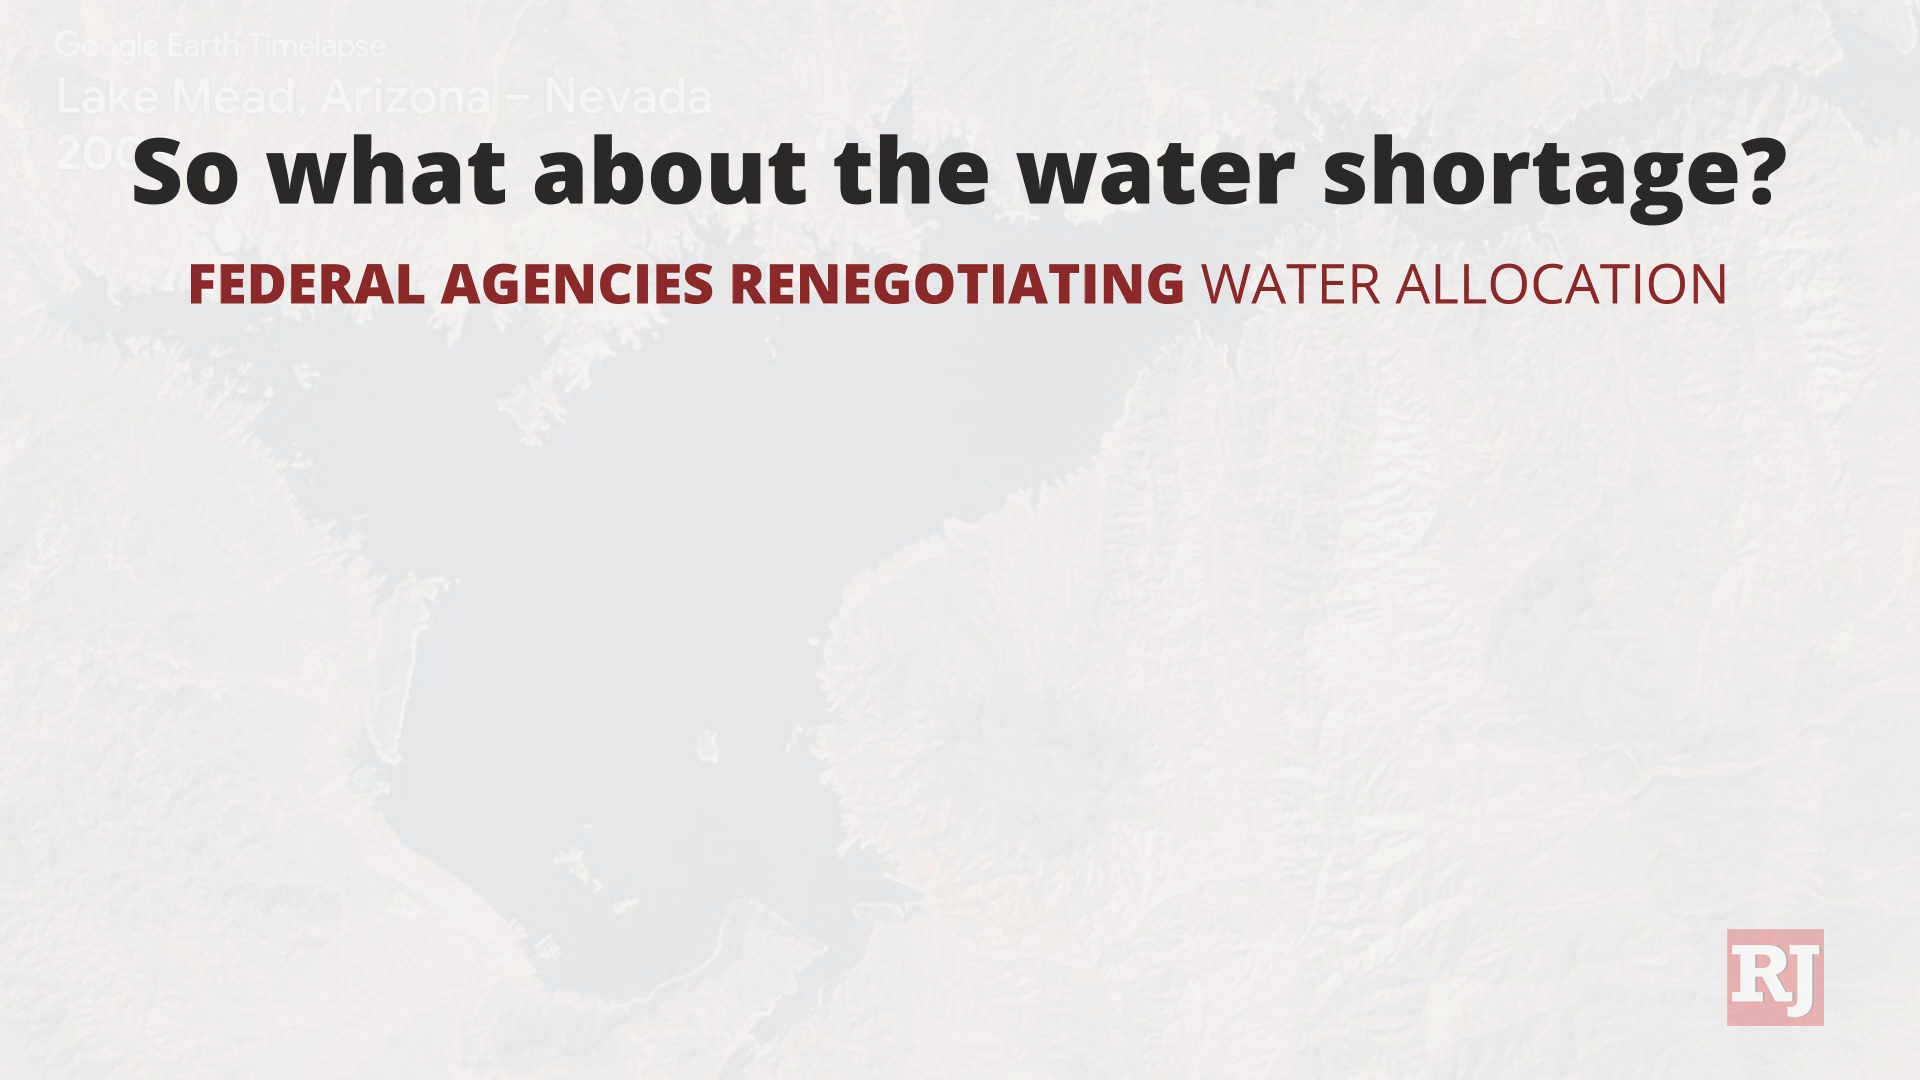 Google Earth Timelapse
Lake Mead, Arizona – Nevada
So what about the water shortage?
FEDERAL AGENCIES RENEGOTIATING WATER ALLOCATION
RJ